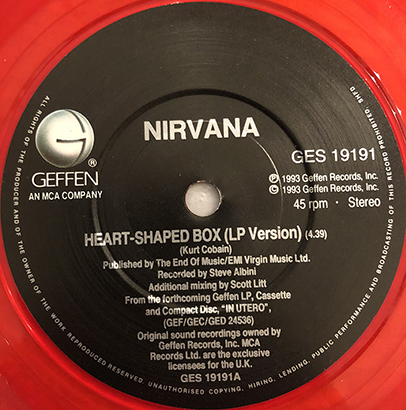 NIRVANA
GEFFEN ®
AN MCA COMPANY
GES 19191
Ⓟ 1993 Geffen Records, Inc.
© 1993 Geffen Records, Inc.
45 rpm · Stereo
HEART-SHAPED BOX (LP Version) (4.39)
(Kurt Cobain)
Published by The End Of Music/EMI Virgin Music Ltd.
Recorded by Steve Albini
Additional mixing by Scott Litt
From the forthcoming Geffen LP, Cassette
and Compact Disc, "IN UTERO",
(GEF/GEC/GED 24536)
Original sound recordings owned by
Geffen Records, Inc. MCA
Records Ltd. are the exclusive
licensees for the U.K.
GES 19191A
ALL RIGHTS OF THE PRODUCER AND OF THE OWNER OF THE WORK REPRODUCED RESERVED. UNAUTHORISED COPYING, HIRING, LENDING, PUBLIC PERFORMANCE AND BROADCASTING OF THIS RECORD PROHIBITED.